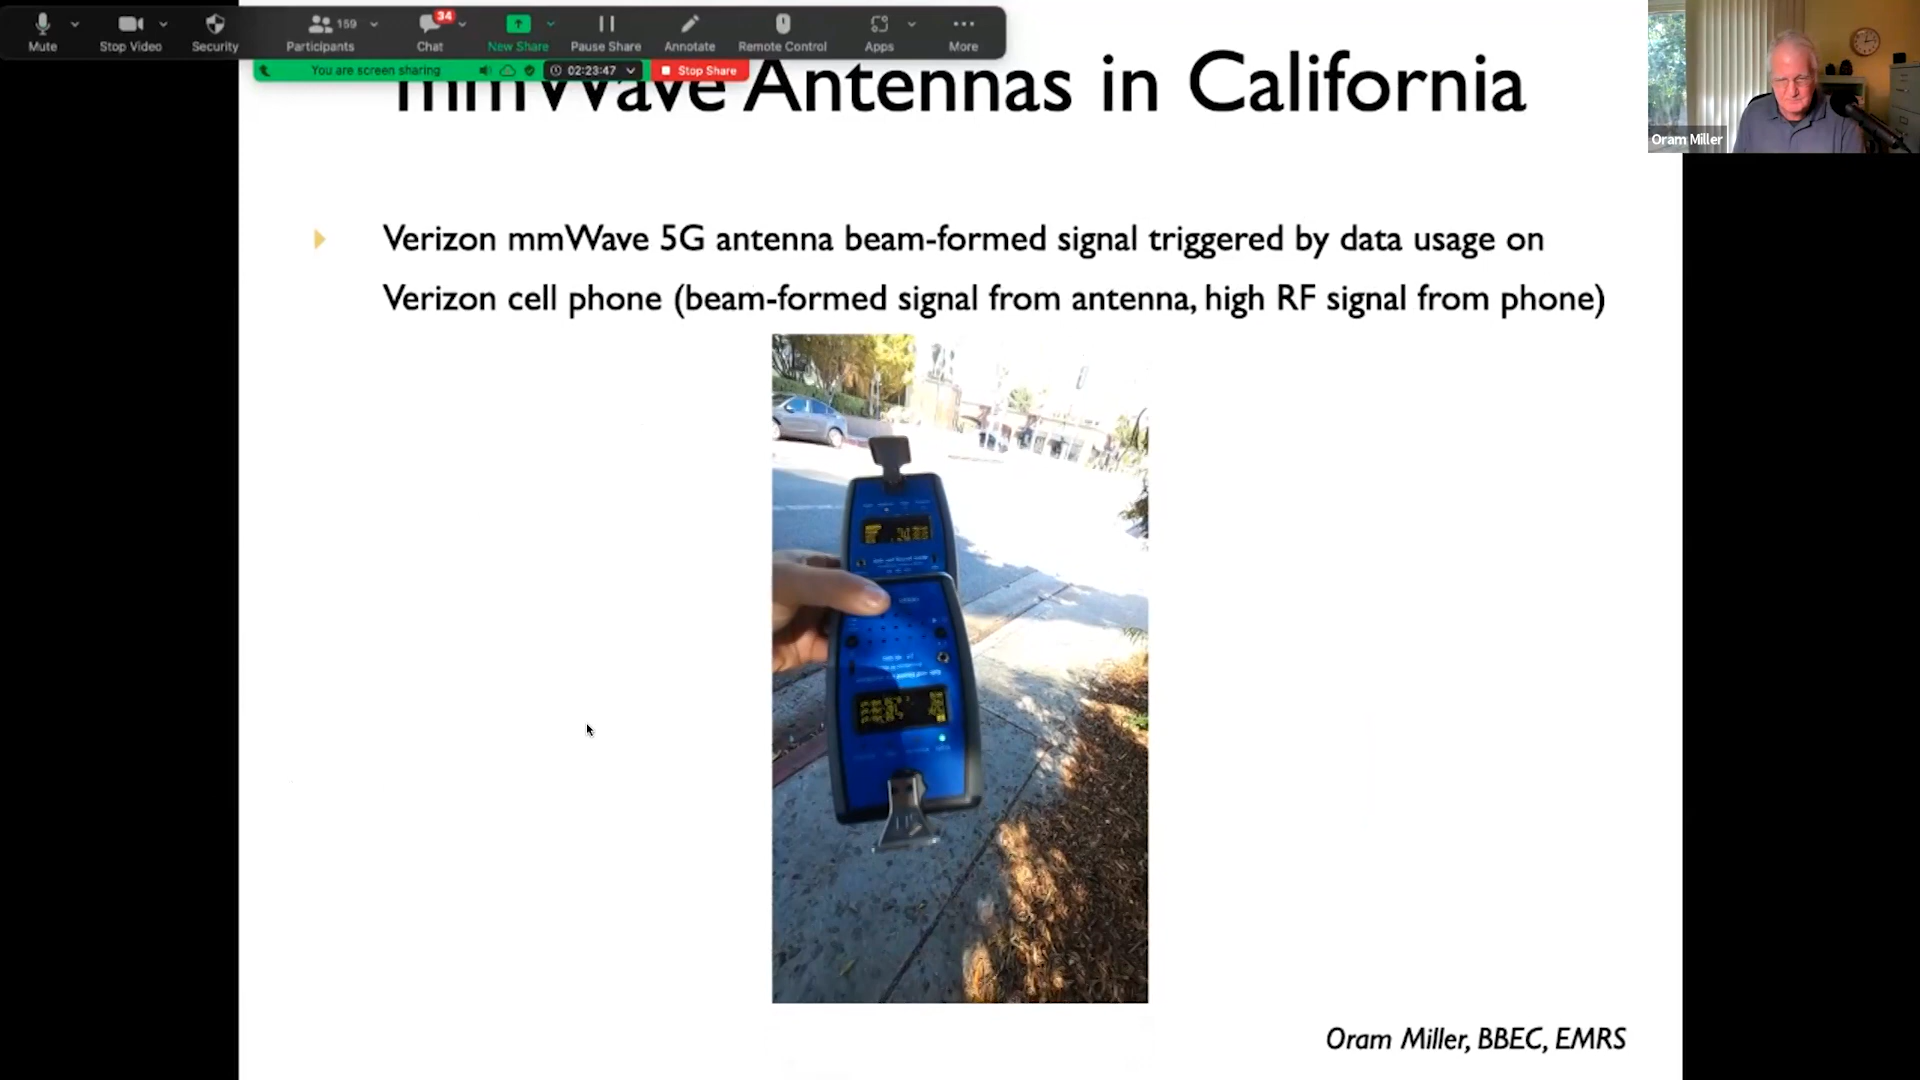 Mute
Stop Video
Security
159
Participants
34
Chat
New Share
Pause Share
Annotate
Remote Control
Apps
More
You are screen sharing
02:23:47
Stop Share
Oram Miller
mmWave Antennas in California
Verizon mmWave 5G antenna beam-formed signal triggered by data usage on
Verizon cell phone (beam-formed signal from antenna, high RF signal from phone)
Oram Miller, BBEC, EMRS